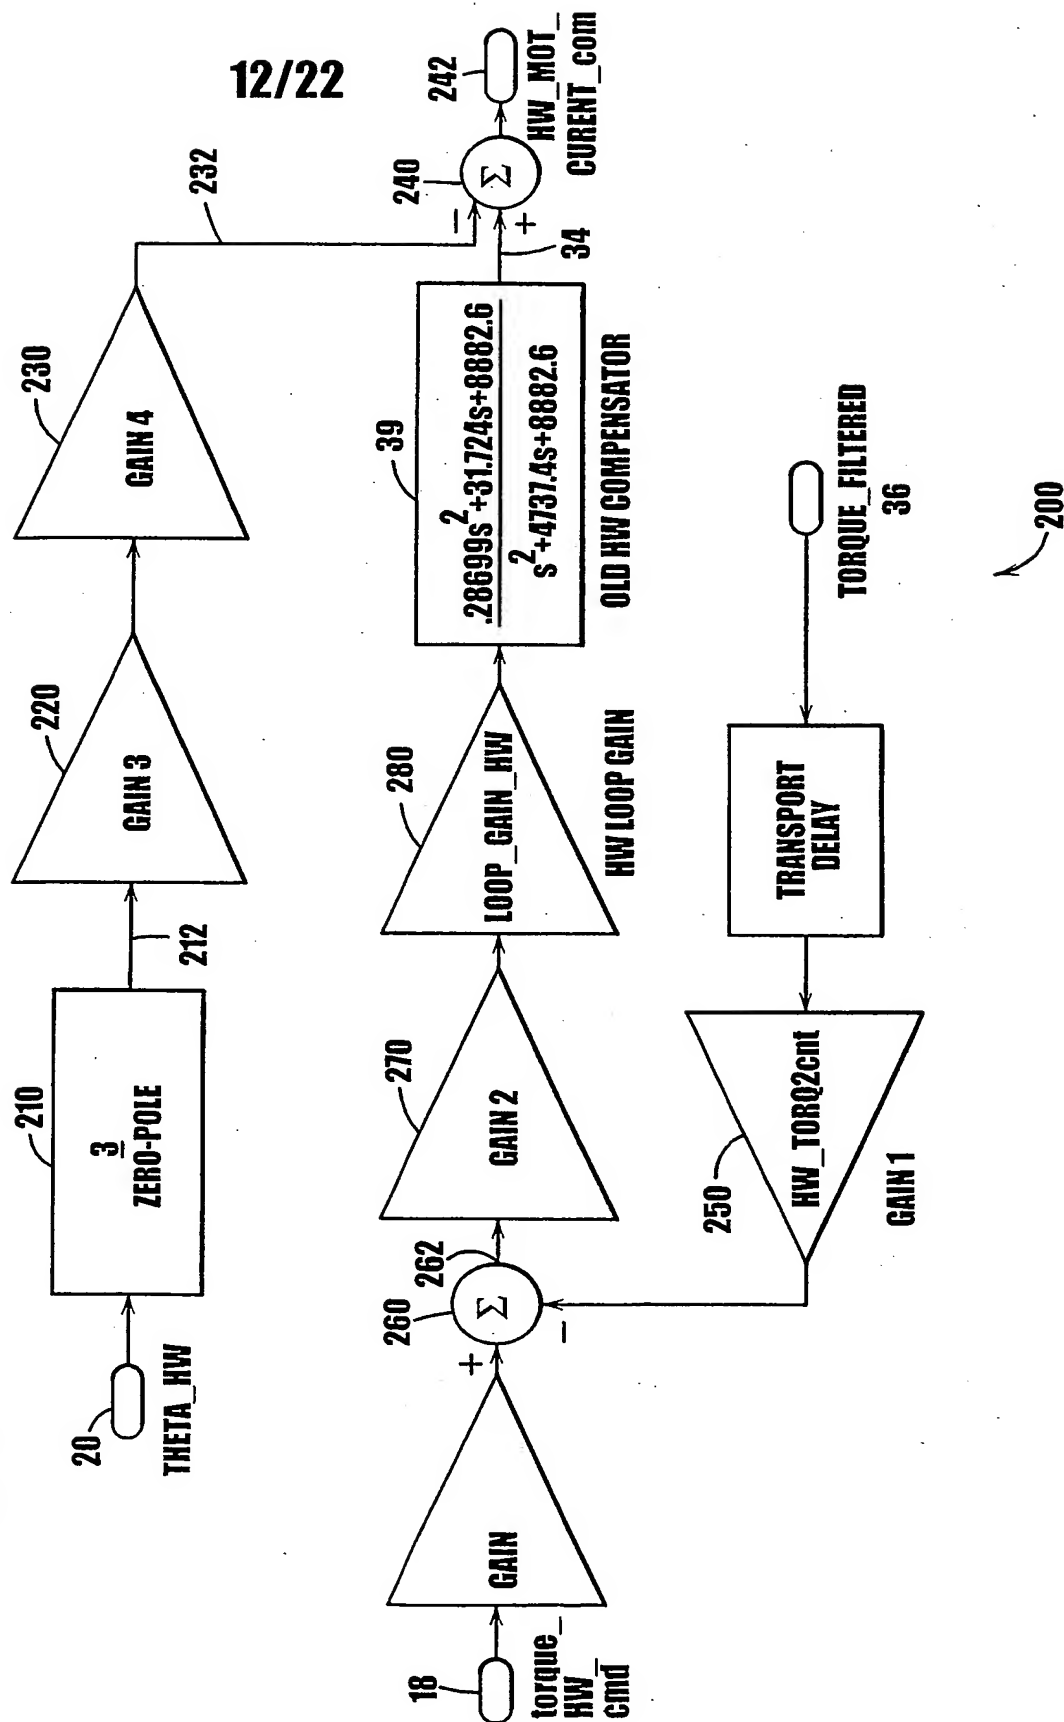 12/22
20
THETA_HW
210
3
ZERO-POLE
212
220
GAIN 3
230
GAIN 4
232
18
torque_
HW_
cmd
GAIN
+
260
Σ
262
-
270
GAIN 2
280
LOOP_GAIN_HW
HW LOOP GAIN
39
.28699s²+31.724s+8882.6
s²+4737.4s+8882.6
OLD HW COMPENSATOR
34
-
+
240
Σ
242
HW_MOT_
CURENT_com
250
HW_TORQ2cnt
GAIN 1
TRANSPORT
DELAY
TORQUE_FILTERED
36
200